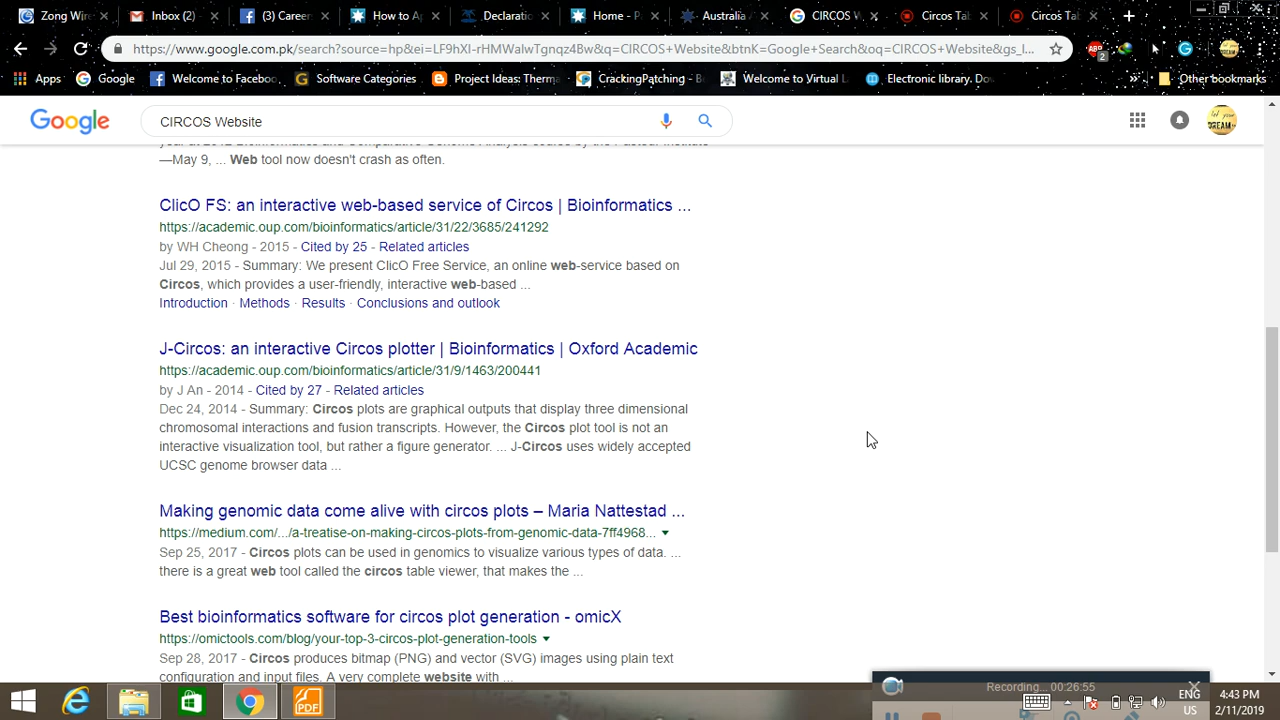 Zong Wire
Inbox (2)
(3) Career
How to Ap
Declaratio
Home - P
Australia
CIRCOS W
Circos Tab
Circos Tab
https://www.google.com.pk/search?source=hp&ei=LF9hXI-rHMWalwTgnqz4Bw&q=CIRCOS+Website&btnK=Google+Search&oq=CIRCOS+Website&gs_l...
ABP
2
Apps
Google
Welcome to Faceboo
Software Categories
Project Ideas: Therma
CrackingPatching - B
Welcome to Virtual L
Electronic library. Do
Other bookmarks
Google
CIRCOS Website
—May 9, ... Web tool now doesn't crash as often.
ClicO FS: an interactive web-based service of Circos | Bioinformatics ...
https://academic.oup.com/bioinformatics/article/31/22/3685/241292
by WH Cheong - 2015 - Cited by 25 - Related articles
Jul 29, 2015 - Summary: We present ClicO Free Service, an online web-service based on
Circos, which provides a user-friendly, interactive web-based ...
Introduction · Methods · Results · Conclusions and outlook
J-Circos: an interactive Circos plotter | Bioinformatics | Oxford Academic
https://academic.oup.com/bioinformatics/article/31/9/1463/200441
by J An - 2014 - Cited by 27 - Related articles
Dec 24, 2014 - Summary: Circos plots are graphical outputs that display three dimensional
chromosomal interactions and fusion transcripts. However, the Circos plot tool is not an
interactive visualization tool, but rather a figure generator. ... J-Circos uses widely accepted
UCSC genome browser data ...
Making genomic data come alive with circos plots – Maria Nattestad ...
https://medium.com/.../a-treatise-on-making-circos-plots-from-genomic-data-7ff4968...
Sep 25, 2017 - Circos plots can be used in genomics to visualize various types of data. ...
there is a great web tool called the circos table viewer, that makes the ...
Best bioinformatics software for circos plot generation - omicX
https://omictools.com/blog/your-top-3-circos-plot-generation-tools
Sep 28, 2017 - Circos produces bitmap (PNG) and vector (SVG) images using plain text
configuration and input files. A very complete website with ...
Recording... 00:26:55
PDF
ENG
US
4:43 PM
2/11/2019